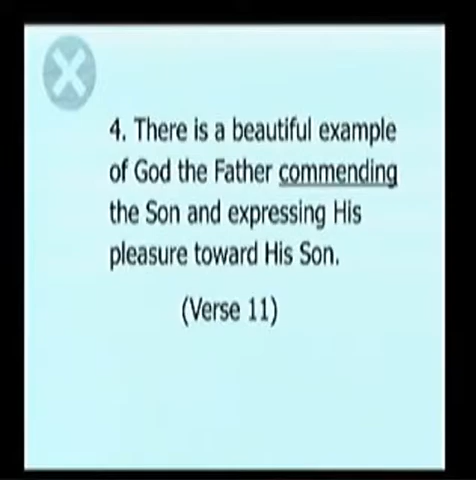 4. There is a beautiful example
of God the Father commending
the Son and expressing His
pleasure toward His Son.
(Verse 11)